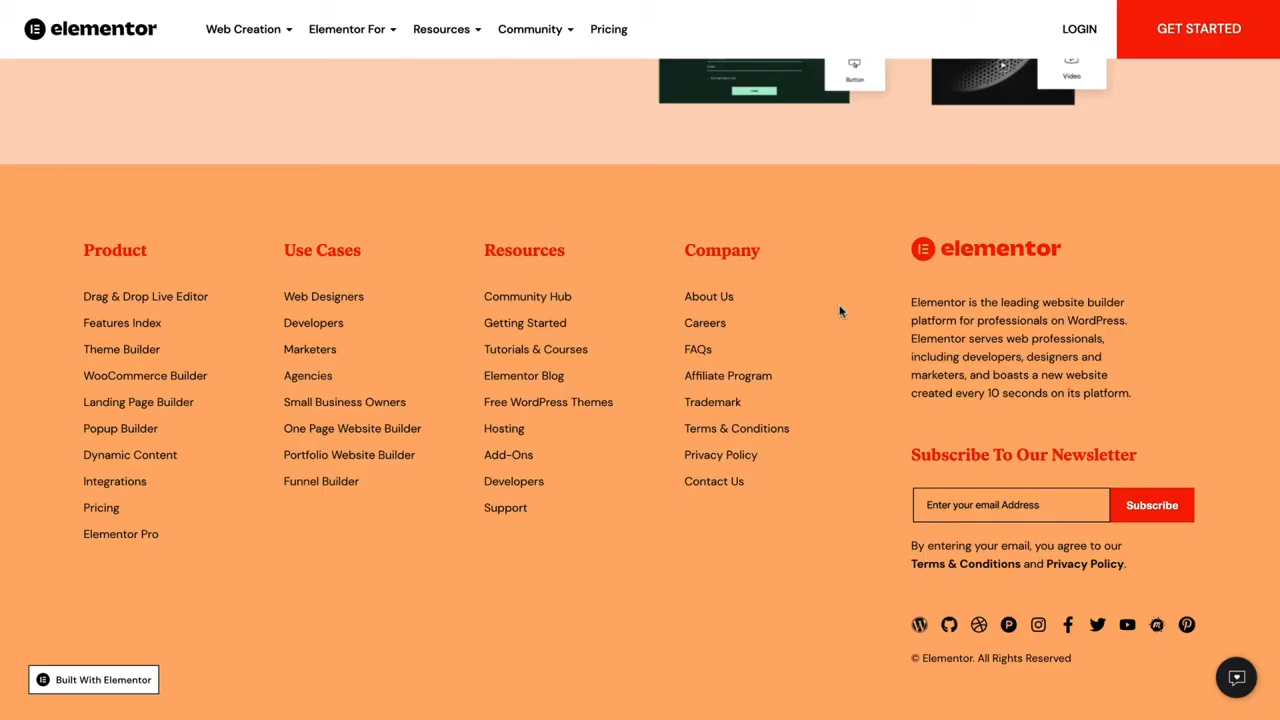 elementor
Web Creation
Elementor For
Resources
Community
Pricing
LOGIN
GET STARTED
Button
Video
Product
Drag & Drop Live Editor
Features Index
Theme Builder
WooCommerce Builder
Landing Page Builder
Popup Builder
Dynamic Content
Integrations
Pricing
Elementor Pro
Use Cases
Web Designers
Developers
Marketers
Agencies
Small Business Owners
One Page Website Builder
Portfolio Website Builder
Funnel Builder
Resources
Community Hub
Getting Started
Tutorials & Courses
Elementor Blog
Free WordPress Themes
Hosting
Add-Ons
Developers
Support
Company
About Us
Careers
FAQs
Affiliate Program
Trademark
Terms & Conditions
Privacy Policy
Contact Us
elementor
Elementor is the leading website builder
platform for professionals on WordPress.
Elementor serves web professionals,
including developers, designers and
marketers, and boasts a new website
created every 10 seconds on its platform.
Subscribe To Our Newsletter
Enter your email Address
Subscribe
By entering your email, you agree to our
Terms & Conditions and Privacy Policy.
© Elementor. All Rights Reserved
Built With Elementor